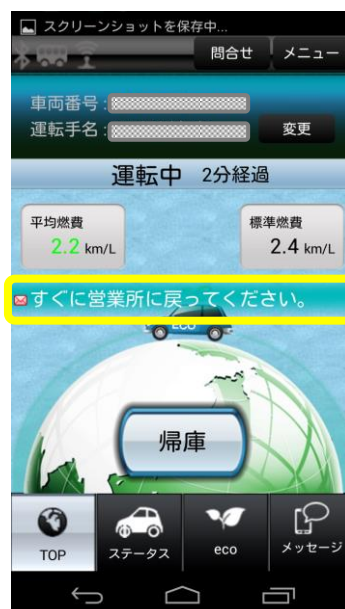 スクリーンショットを保存中...
問合せ メニュー
車両番号 :
運転手名 : 変更
運転中 2分経過
平均燃費 標準燃費
2.2 km/L 2.4 km/L
すぐに営業所に戻ってください。
ECO
帰庫
TOP ステータス eco メッセージ